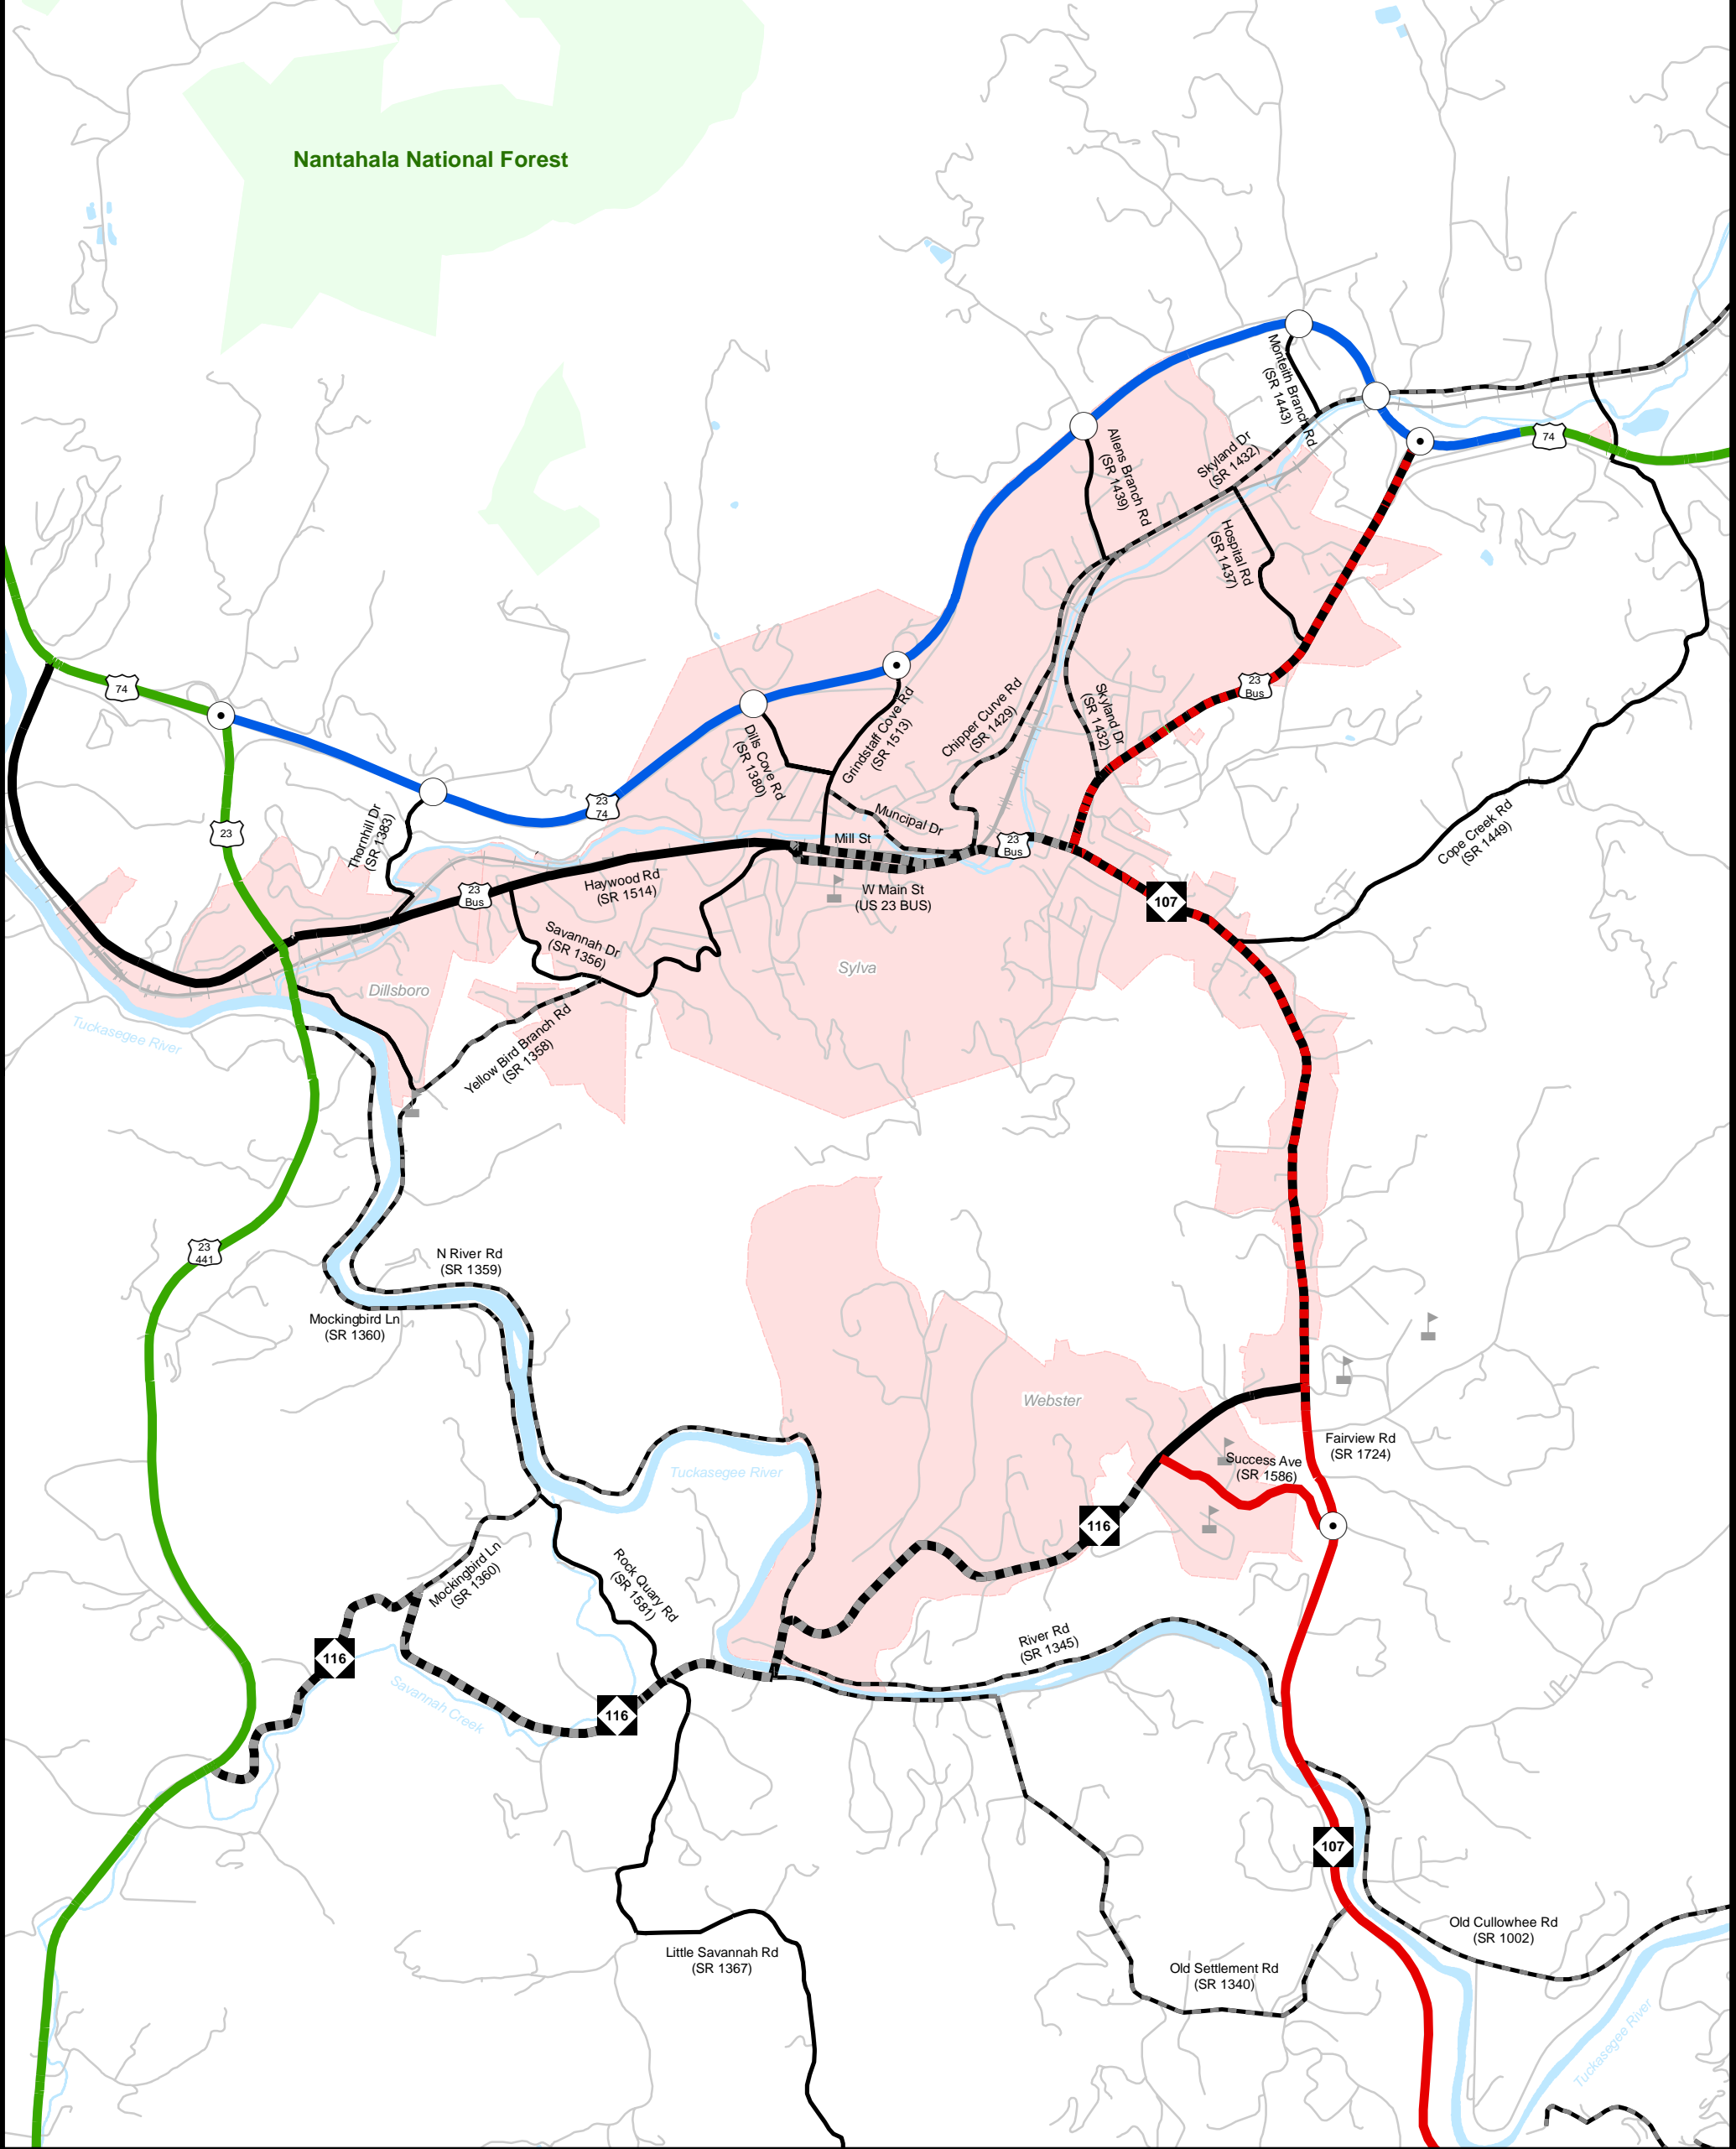 Nantahala National Forest
Monteith Branch Rd
(SR 1443)
Allens Branch Rd
(SR 1439)
Skyland Dr
(SR 1432)
74
Hospital Rd
(SR 1437)
74
23
Bus
Grindstaff Cove Rd
(SR 1513)
Chipper Curve Rd
(SR 1429)
Skyland Dr
(SR 1432)
Dills Cove Rd
(SR 1380)
23
74
23
Thornhill Dr
(SR 1383)
Muncipal Dr
Mill St
23
Bus
Cope Creek Rd
(SR 1449)
Haywood Rd
(SR 1514)
23
Bus
W Main St
(US 23 BUS)
107
Savannah Dr
(SR 1356)
Sylva
Dillsboro
Tuckasegee River
Yellow Bird Branch Rd
(SR 1358)
23
441
N River Rd
(SR 1359)
Mockingbird Ln
(SR 1360)
Webster
Fairview Rd
(SR 1724)
Success Ave
(SR 1586)
Tuckasegee River
116
Mockingbird Ln
(SR 1360)
Rock Quary Rd
(SR 1581)
River Rd
(SR 1345)
116
Savannah Creek
116
107
Old Cullowhee Rd
(SR 1002)
Little Savannah Rd
(SR 1367)
Old Settlement Rd
(SR 1340)
Tuckasegee River